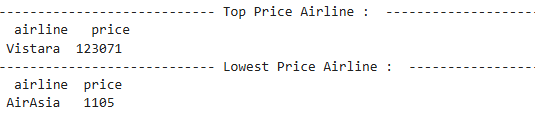 --------------------------- Top Price Airline :  -------------------
airline   price
Vistara  123071
--------------------------- Lowest Price Airline :  ----------------
airline  price
AirAsia   1105